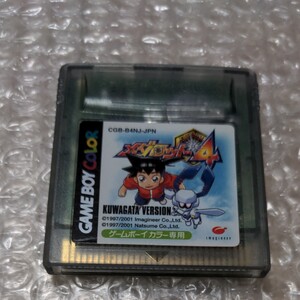 CGB-B4NJ-JPN
GAME BOY COLOR
メダロット 4
KUWAGATA VERSION
©1997/2001 Imagineer Co.,Ltd.
©1997/2001 Natsume Co.,Ltd.
ゲームボーイカラー専用
imagineer